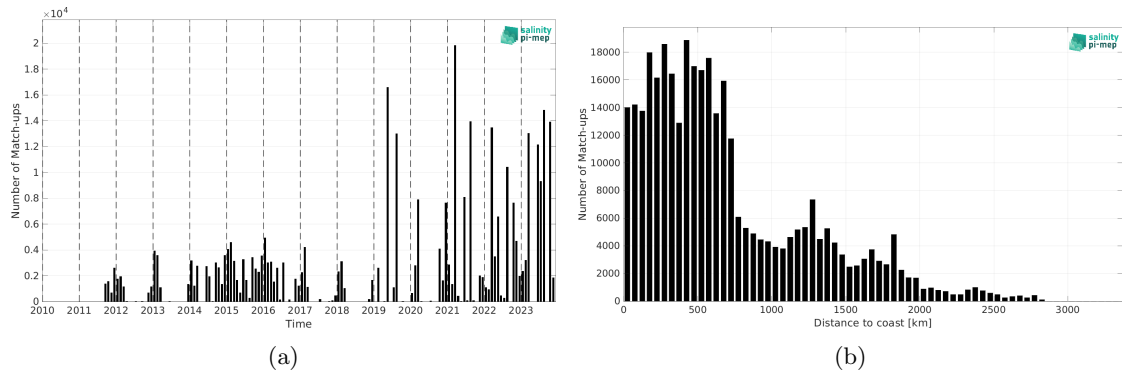 ×10⁴
salinity
pi-mep
2
1.8
1.6
1.4
1.2
1
0.8
0.6
0.4
0.2
0
Number of Match-ups
2010 2011 2012 2013 2014 2015 2016 2017 2018 2019 2020 2021 2022 2023
Time
(a)
salinity
pi-mep
18000
16000
14000
12000
10000
8000
6000
4000
2000
0
Number of Match-ups
0 500 1000 1500 2000 2500 3000
Distance to coast [km]
(b)